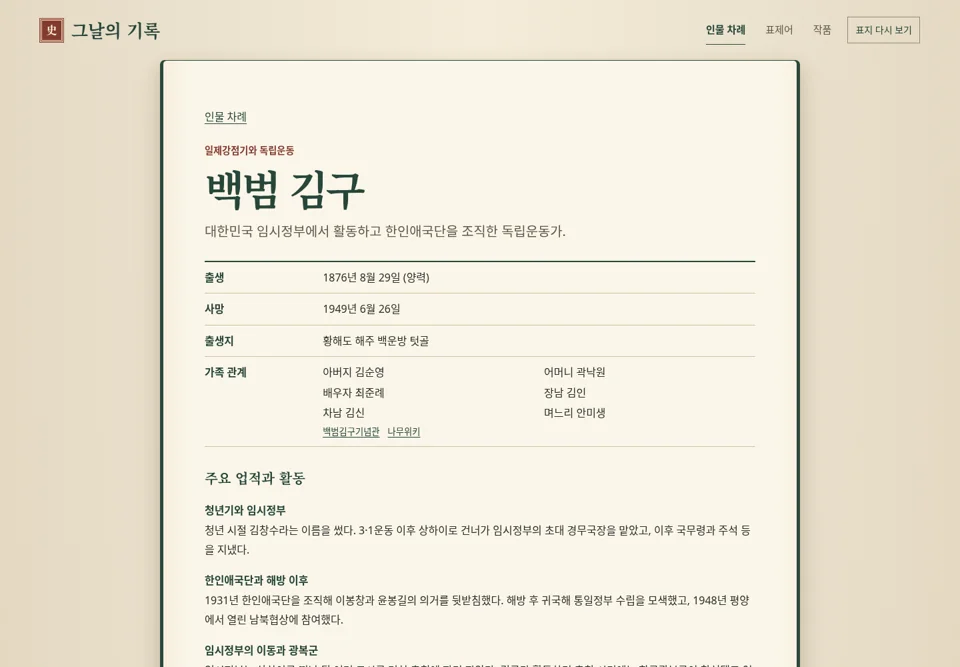 史 그날의 기록
인물 차례 표제어 작품 표지 다시 보기
인물 차례
일제강점기와 독립운동
백범 김구
대한민국 임시정부에서 활동하고 한인애국단을 조직한 독립운동가.
출생 1876년 8월 29일 (양력)
사망 1949년 6월 26일
출생지 황해도 해주 백운방 텃골
가족 관계 아버지 김순영 어머니 곽낙원
배우자 최준례 장남 김인
차남 김신 며느리 안미생
백범김구기념관 나무위키
주요 업적과 활동
청년기와 임시정부
청년 시절 김창수라는 이름을 썼다. 3·1운동 이후 상하이로 건너가 임시정부의 초대 경무국장을 맡았고, 이후 국무령과 주석 등
을 지냈다.
한인애국단과 해방 이후
1931년 한인애국단을 조직해 이봉창과 윤봉길의 의거를 뒷받침했다. 해방 후 귀국해 통일정부 수립을 모색했고, 1948년 평양
에서 열린 남북협상에 참여했다.
임시정부의 이동과 광복군